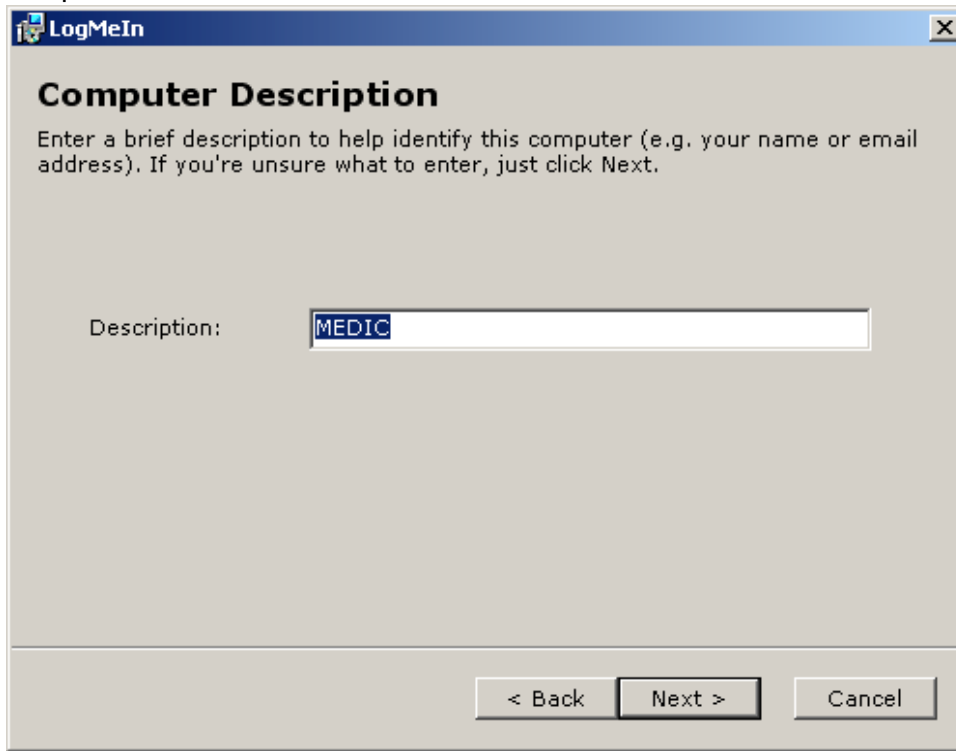 LogMeIn
Computer Description
Enter a brief description to help identify this computer (e.g. your name or email
address). If you're unsure what to enter, just click Next.
Description: MEDIC
< Back Next > Cancel